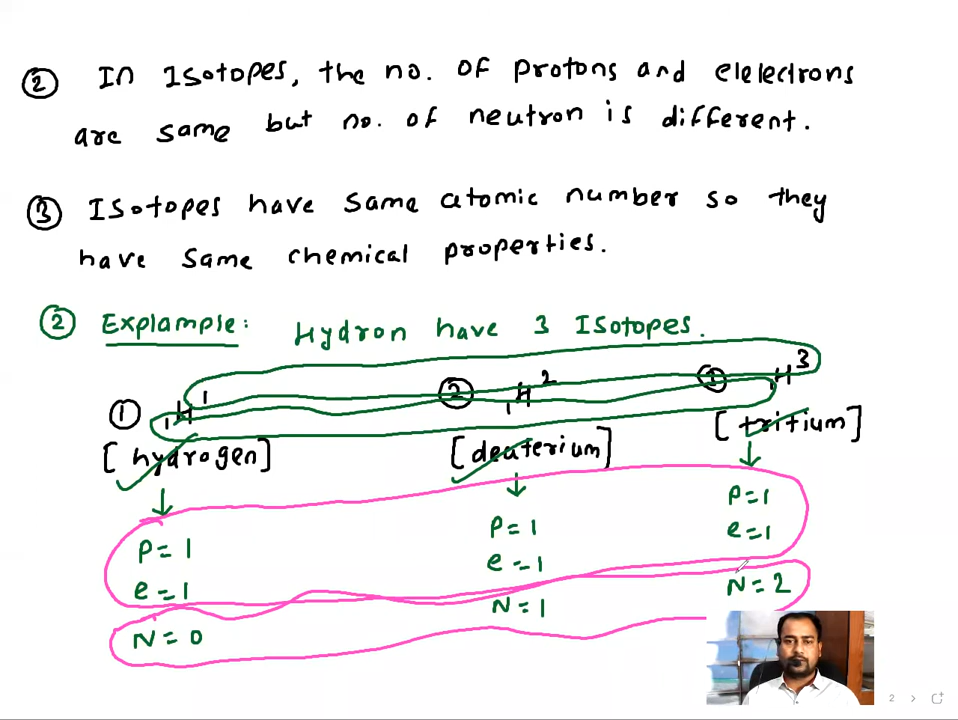 ② In Isotopes, the no. of protons and elelectrons
are same but no. of neutron is different.
③ Isotopes have same atomic number so they
have same chemical properties.
② Explample: Hydron have 3 Isotopes.
① ₁H¹ ② ₁H² ③ ₁H³
[hydrogen] [deuterium] [tritium]
P=1 P=1 P=1
e=1 e=1 e=1
N=0 N=1 N=2
2